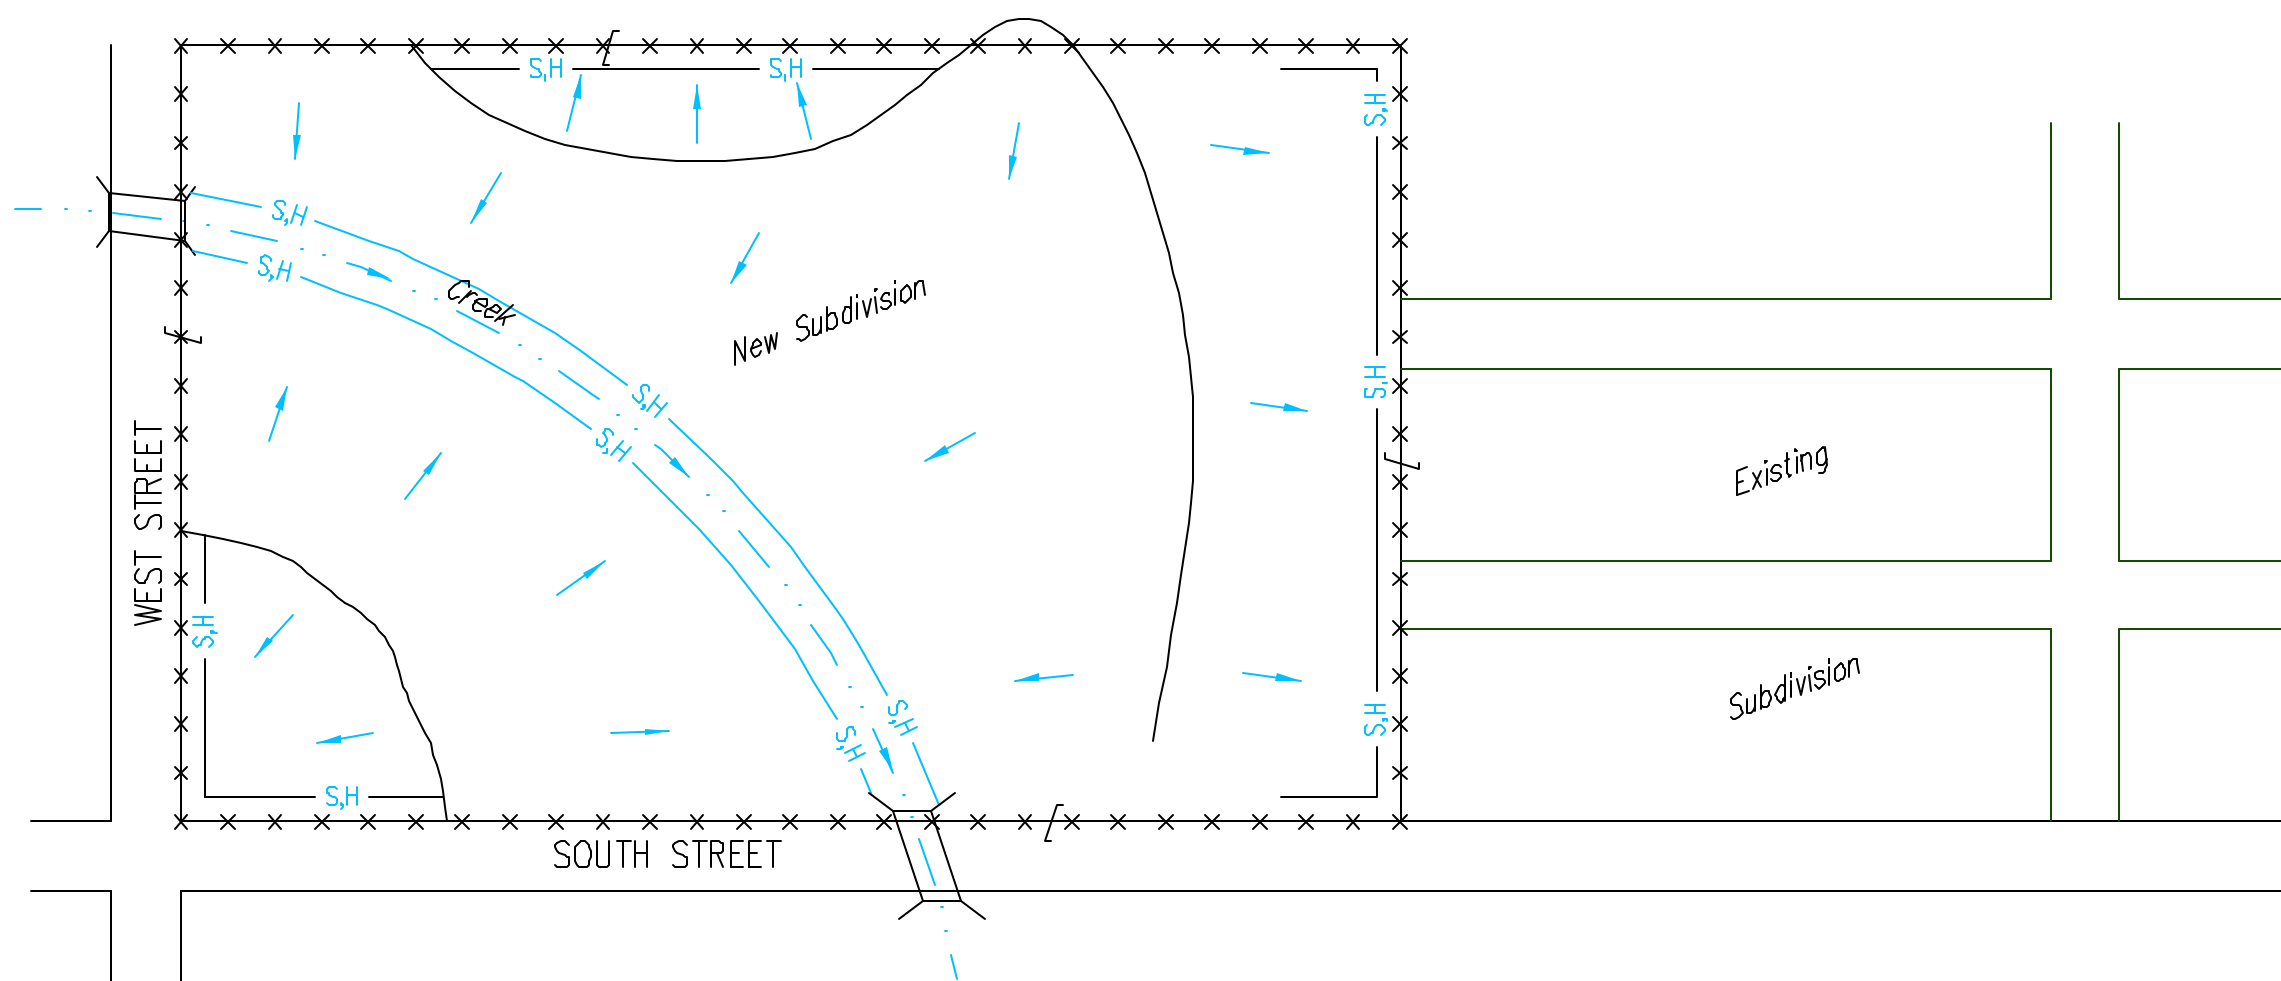 S,H
S,H
S,H
S,H
S,H
Creek
New Subdivision
S,H
S,H
S,H
Existing
WEST STREET
S,H
Subdivision
S,H
S,H
S,H
S,H
SOUTH STREET